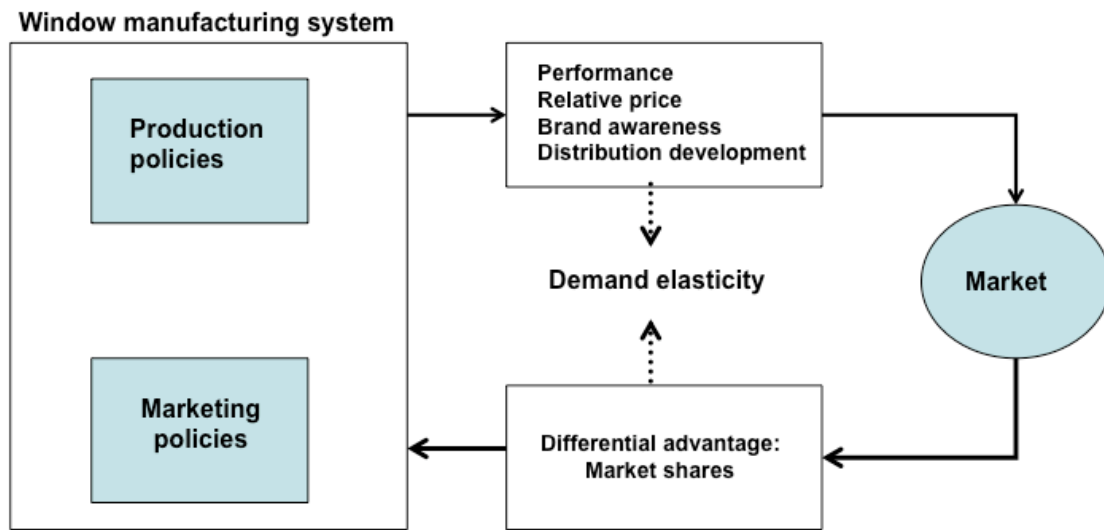 Window manufacturing system
Production
policies
Performance
Relative price
Brand awareness
Distribution development
Demand elasticity
Market
Marketing
policies
Differential advantage:
Market shares